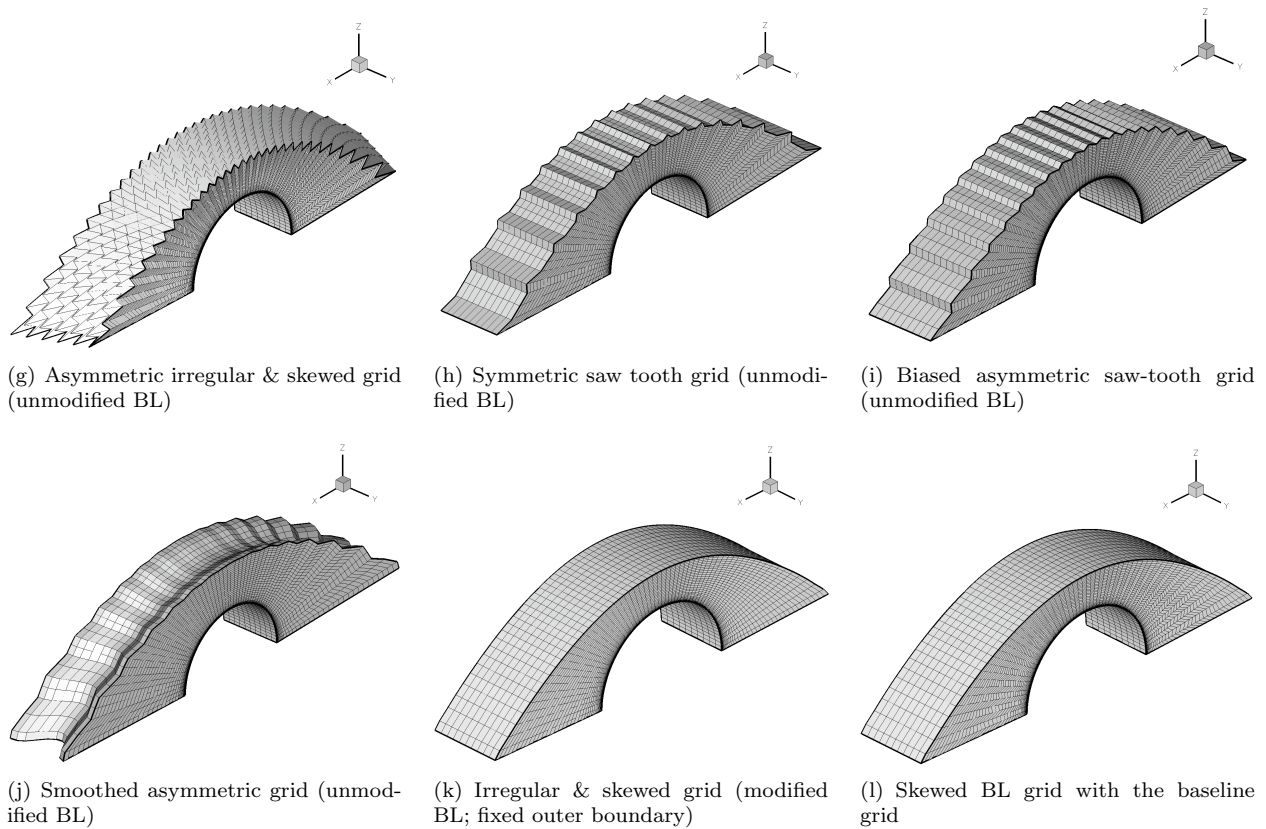 Z
X
Y
Z
X
Y
Z
X
Y
(g) Asymmetric irregular & skewed grid
(unmodified BL)
(h) Symmetric saw tooth grid (unmodi-
fied BL)
(i) Biased asymmetric saw-tooth grid
(unmodified BL)
Z
X
Y
Z
X
Y
Z
X
Y
(j) Smoothed asymmetric grid (unmod-
ified BL)
(k) Irregular & skewed grid (modified
BL; fixed outer boundary)
(l) Skewed BL grid with the baseline
grid